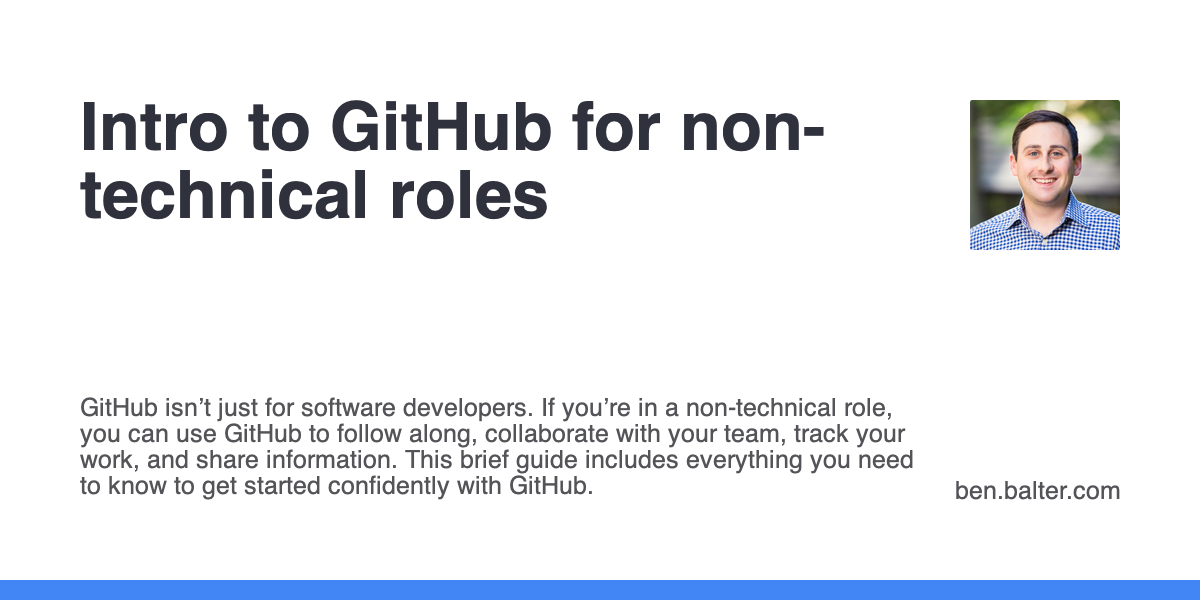 Intro to GitHub for non-
technical roles
GitHub isn’t just for software developers. If you’re in a non-technical role,
you can use GitHub to follow along, collaborate with your team, track your
work, and share information. This brief guide includes everything you need
to know to get started confidently with GitHub.
ben.balter.com